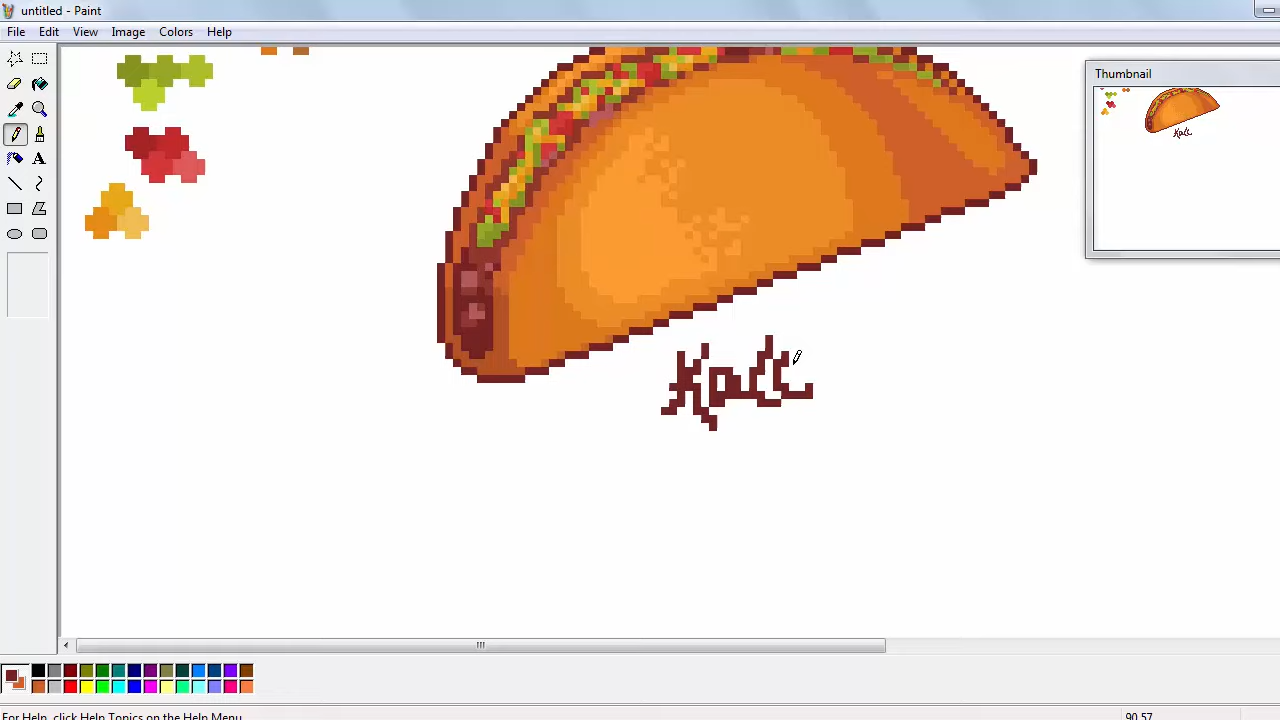 untitled - Paint
File Edit View Image Colors Help
Thumbnail
For Help, click Help Topics on the Help Menu.
90,57